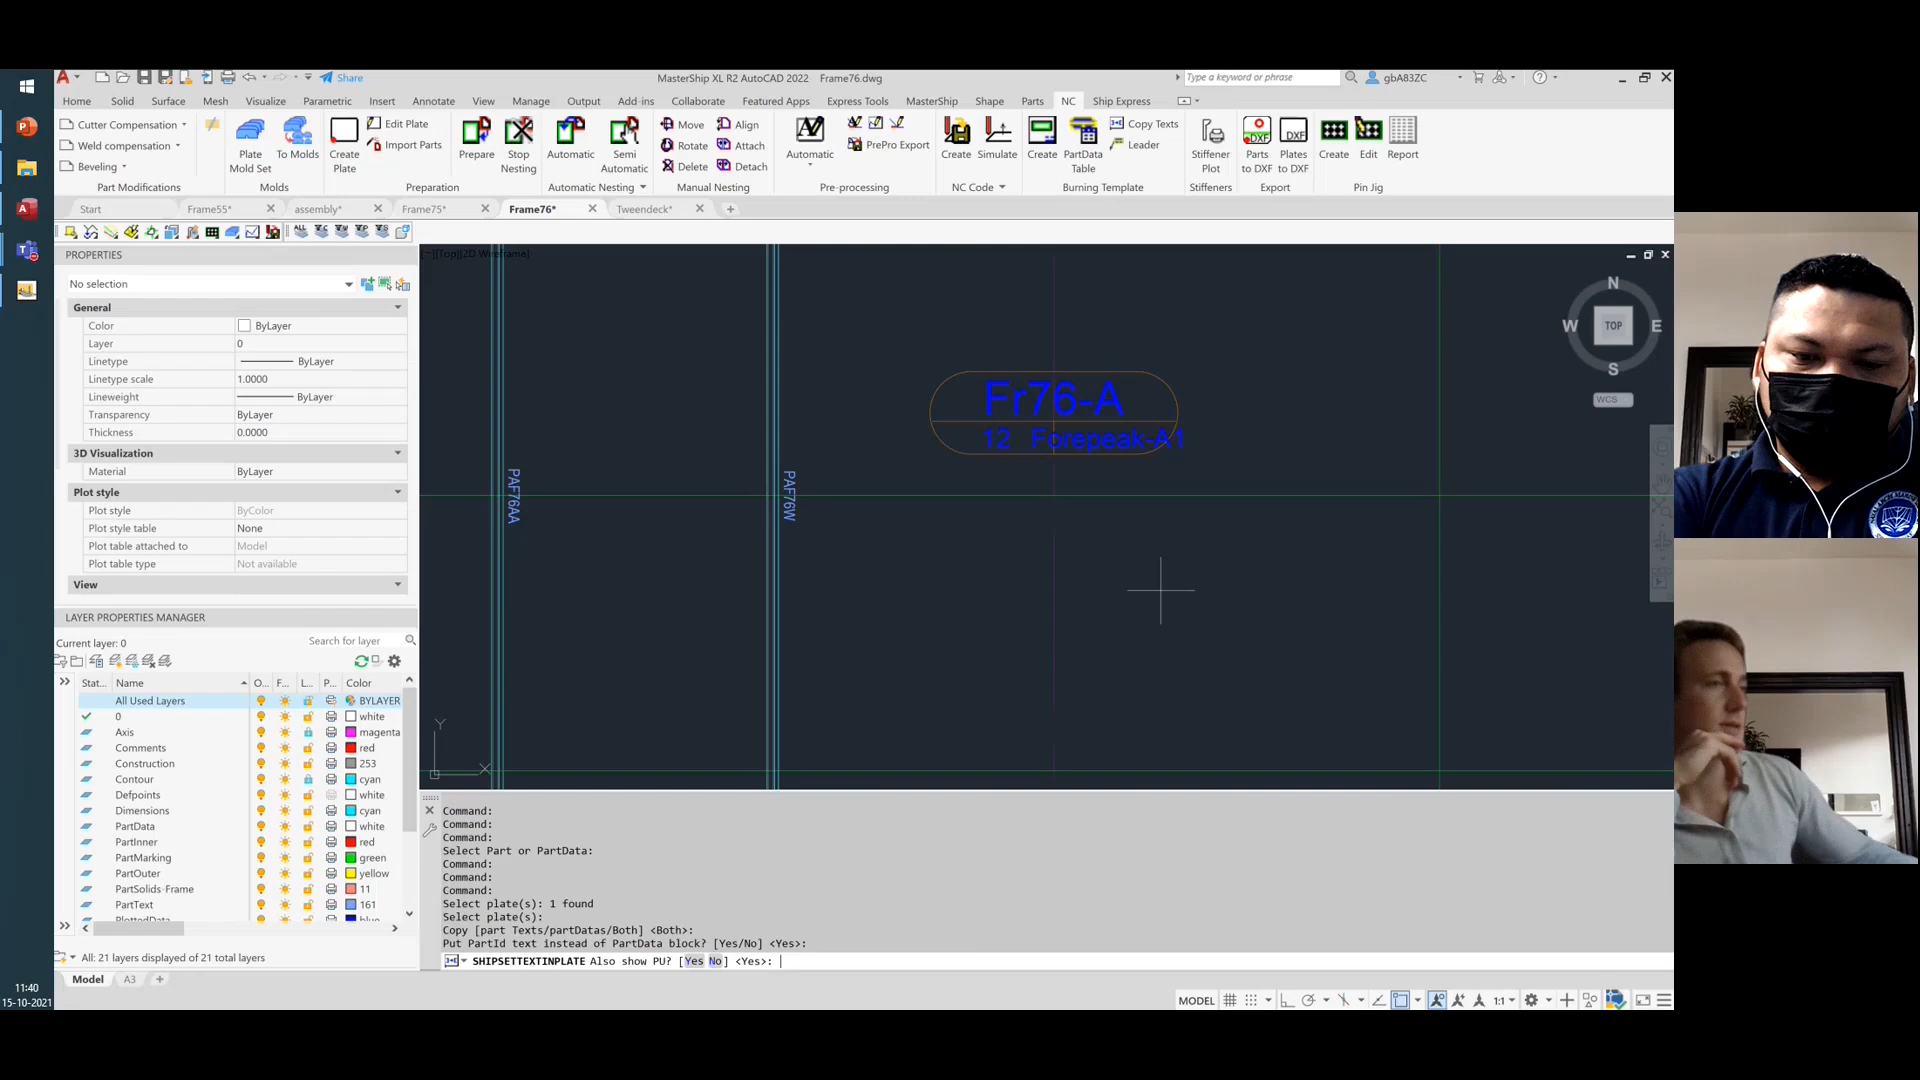 MasterShip XL R2 AutoCAD 2022 Frame76.dwg
Share
Type a keyword or phrase
gbA83ZC
Home Solid Surface Mesh Visualize Parametric Insert Annotate View Manage Output Add-ins Collaborate Featured Apps Express Tools MasterShip Shape Parts NC Ship Express
Cutter Compensation
Weld compensation
Beveling
Part Modifications
Plate Mold Set
To Molds
Molds
Create Plate
Edit Plate
Import Parts
Prepare
Stop Nesting
Preparation
Automatic
Semi Automatic
Automatic Nesting
Move
Rotate
Delete
Align
Attach
Detach
Manual Nesting
Automatic
PrePro Export
Pre-processing
Create
Simulate
NC Code
Create
PartData Table
Copy Texts
Leader
Burning Template
Stiffener Plot
Stiffeners
Parts to DXF
Plates to DXF
Export
Create
Edit
Report
Pin Jig
Start Frame55* assembly* Frame75* Frame76* Tweendeck*
PROPERTIES
No selection
General
Color ByLayer
Layer 0
Linetype ByLayer
Linetype scale 1.0000
Lineweight ByLayer
Transparency ByLayer
Thickness 0.0000
3D Visualization
Material ByLayer
Plot style
Plot style ByColor
Plot style table None
Plot table attached to Model
Plot table type Not available
View
LAYER PROPERTIES MANAGER
Current layer: 0
Search for layer
Stat... Name O... F... L... P... Color
All Used Layers BYLAYER
0 white
Axis magenta
Comments red
Construction 253
Contour cyan
Defpoints white
Dimensions cyan
PartData white
PartInner red
PartMarking green
PartOuter yellow
PartSolids-Frame 11
PartText 161
PlottedData blue
All: 21 layers displayed of 21 total layers
Model A3
[−][Top][2D Wireframe]
PAF76AA
PAF76W
Fr76-A
12 Forepeak-A1
N
W TOP E
S
WCS
Y
X
Command:
Command:
Command:
Select Part or PartData:
Command:
Command:
Command:
Select plate(s): 1 found
Select plate(s):
Copy [part Texts/partDatas/Both] <Both>:
Put PartId text instead of PartData block? [Yes/No] <Yes>:
SHIPSETTEXTINPLATE Also show PU? [Yes No] <Yes>:
MODEL
1:1
11:40
15-10-2021